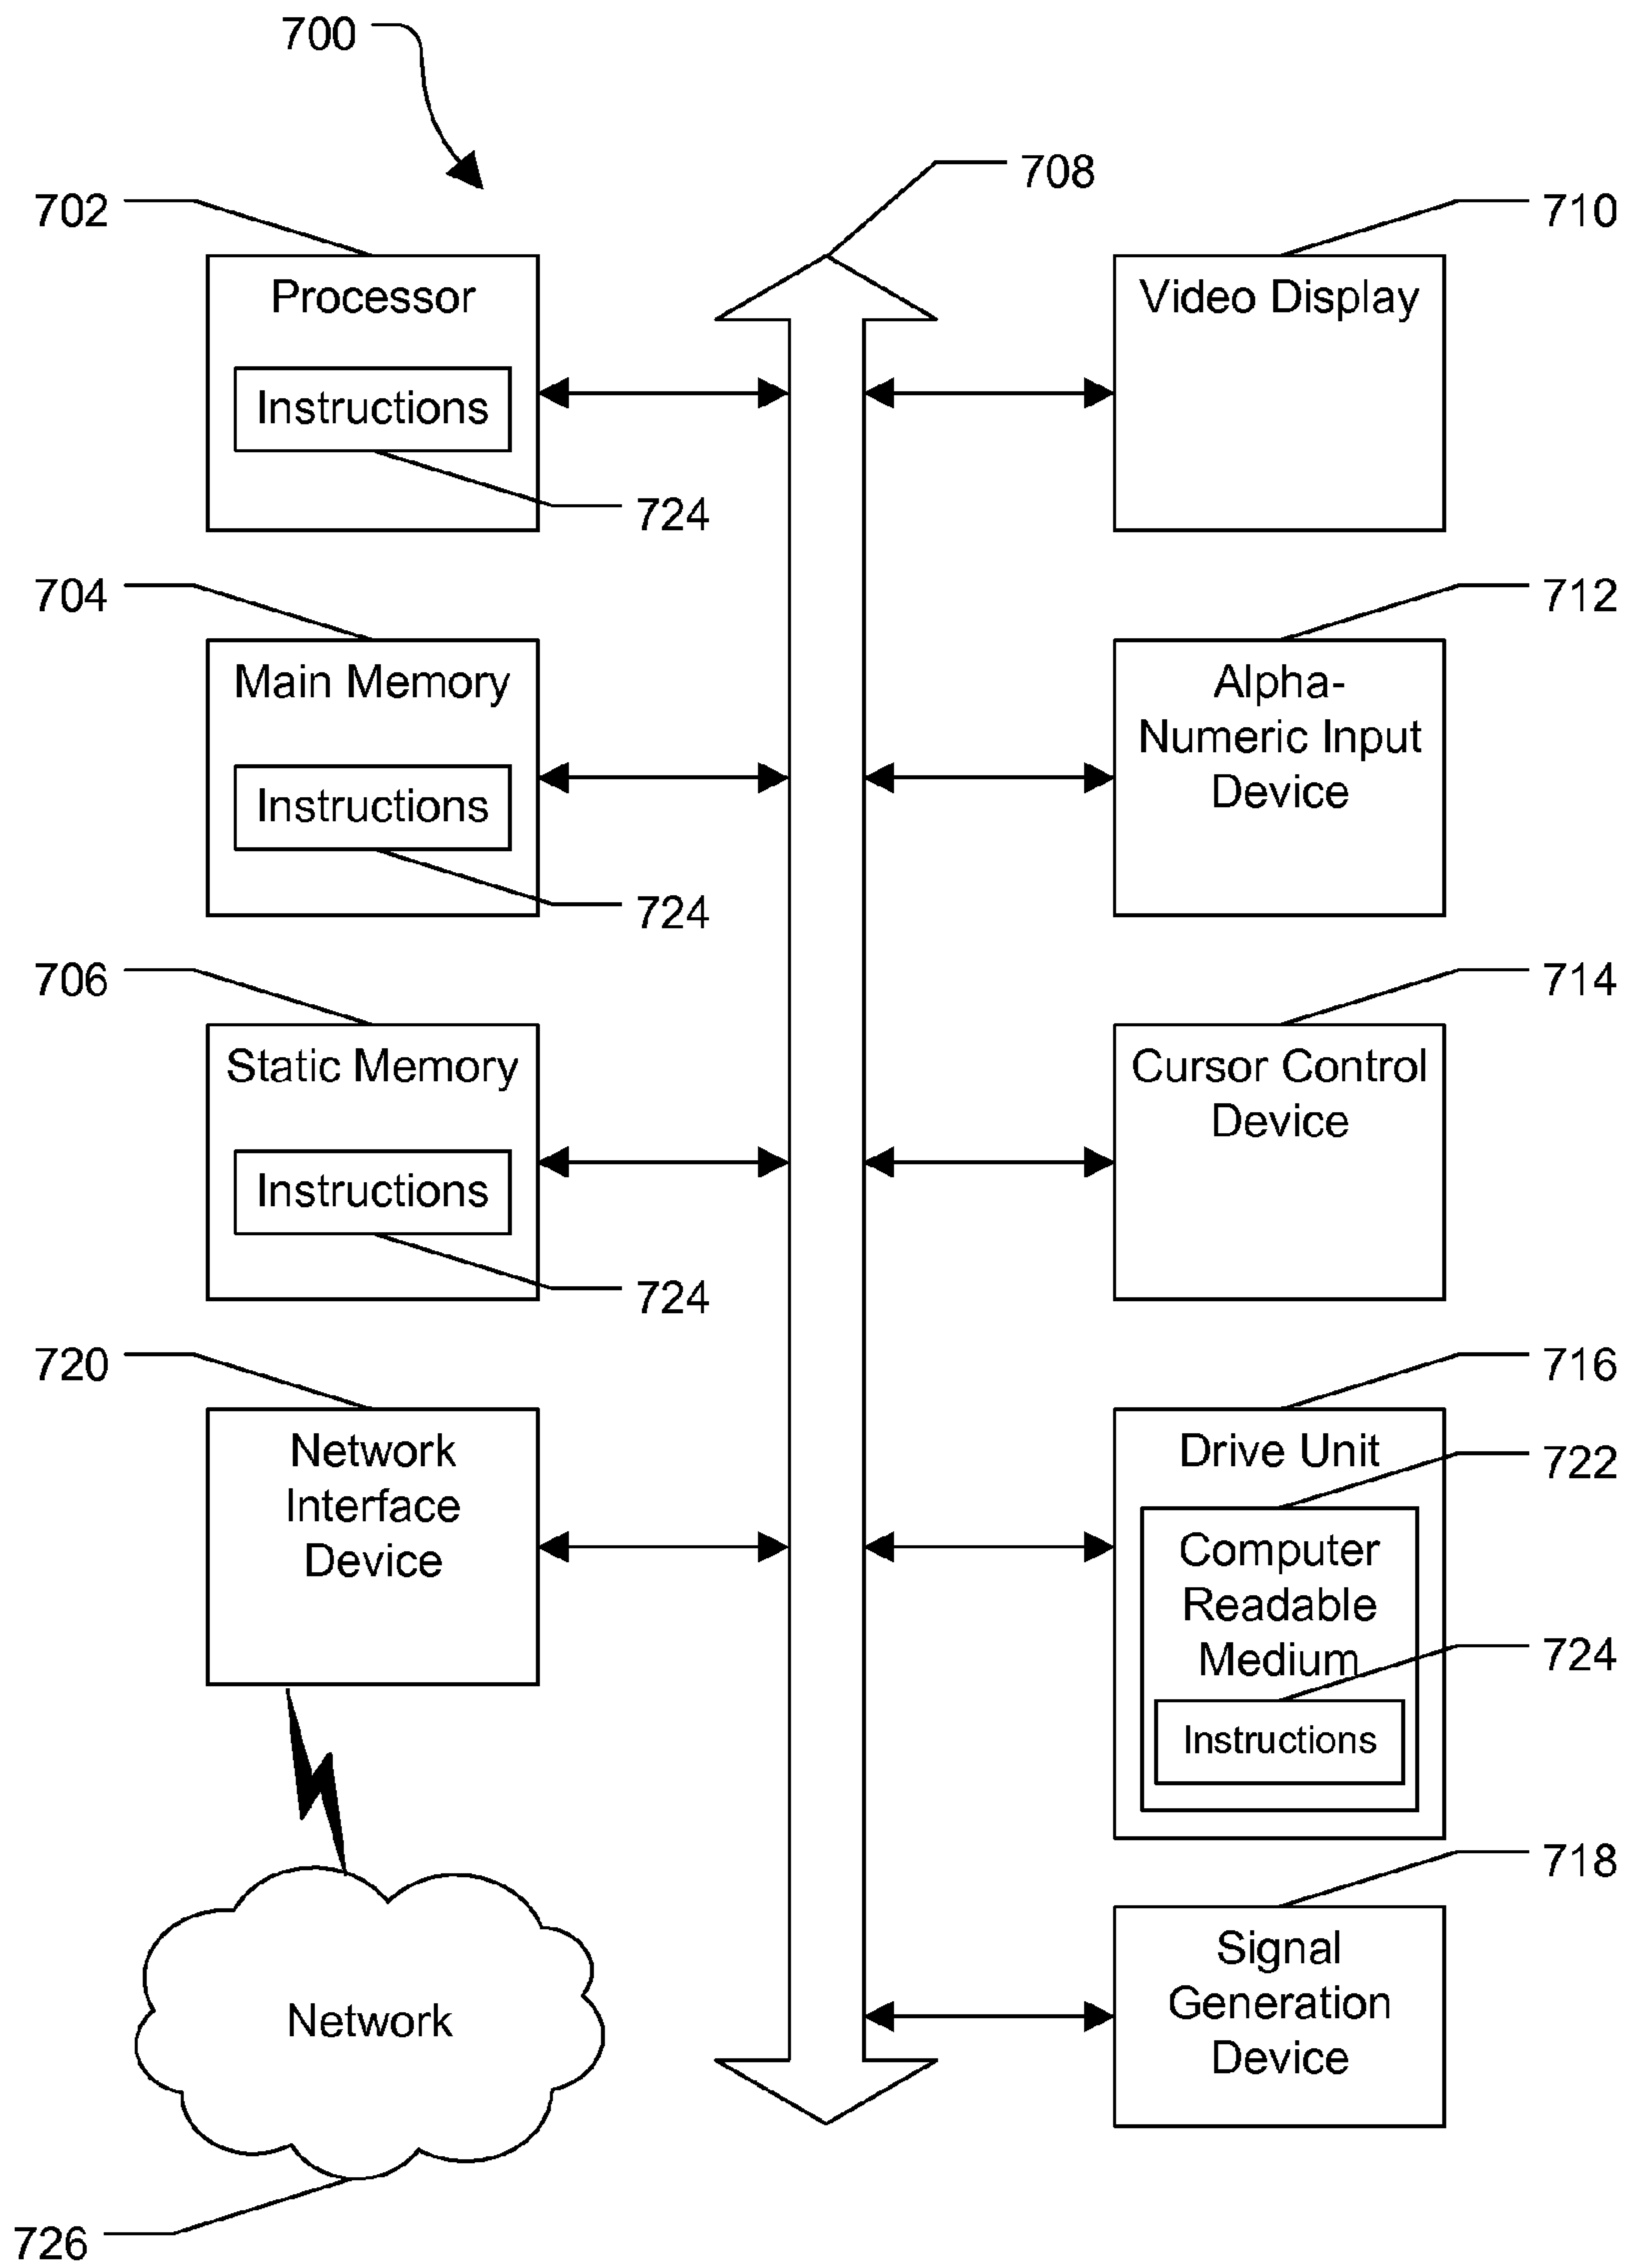 700
708
702
710
Processor
Video Display
Instructions
724
704
712
Main Memory
Alpha-
Numeric Input
Device
Instructions
724
706
714
Static Memory
Cursor Control
Device
Instructions
724
720
716
Network
Interface
Device
Drive Unit
722
Computer
Readable
Medium
724
Instructions
718
Signal
Generation
Device
Network
726